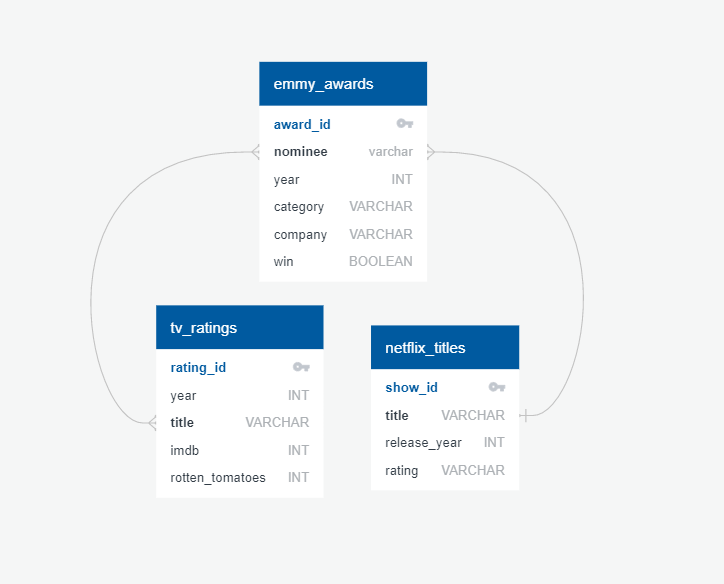 emmy_awards
award_id
nominee varchar
year INT
category VARCHAR
company VARCHAR
win BOOLEAN
tv_ratings
rating_id
year INT
title VARCHAR
imdb INT
rotten_tomatoes INT
netflix_titles
show_id
title VARCHAR
release_year INT
rating VARCHAR